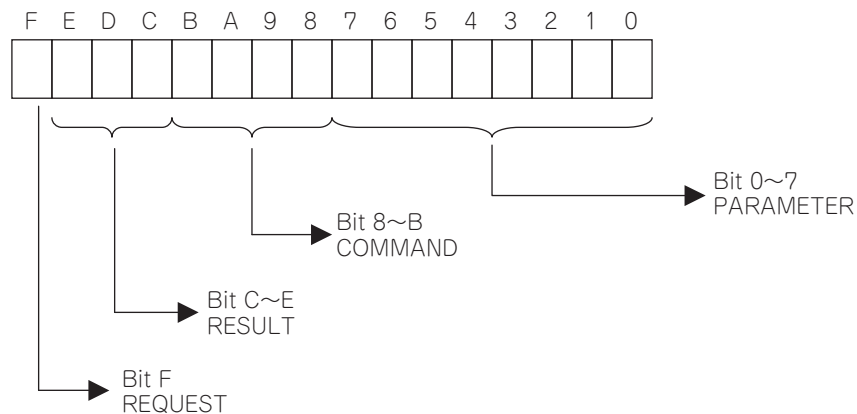 F E D C B A 9 8 7 6 5 4 3 2 1 0
Bit 0～7
PARAMETER
Bit 8～B
COMMAND
Bit C～E
RESULT
Bit F
REQUEST